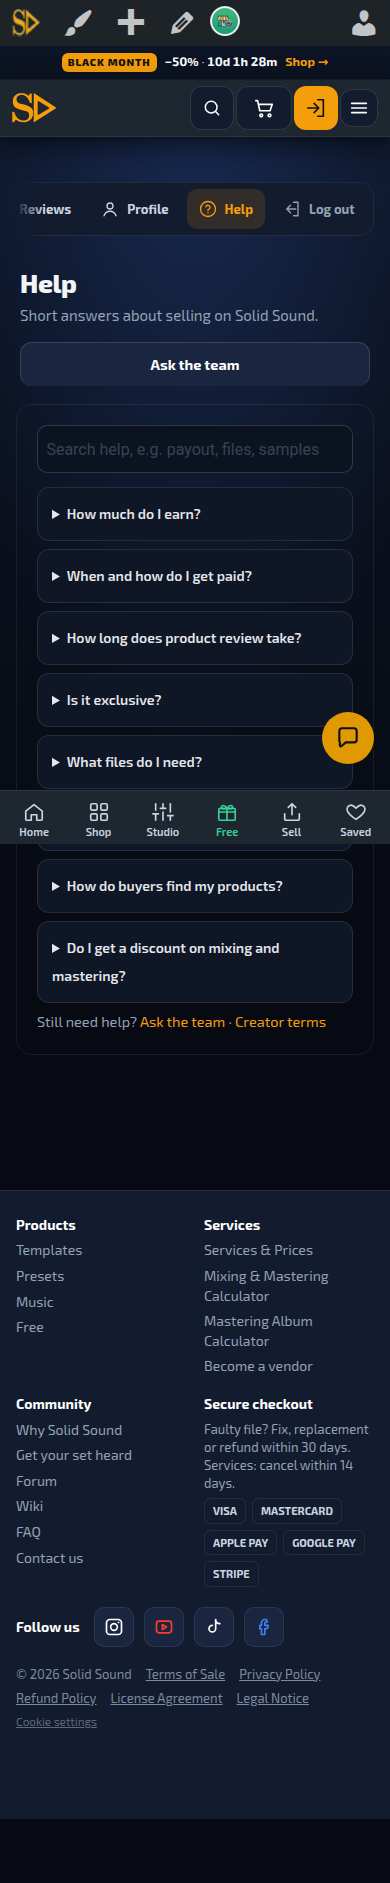 BLACK MONTH −50% · 10d 1h 28m Shop →
Reviews Profile Help Log out
Help
Short answers about selling on Solid Sound.
Ask the team
Search help, e.g. payout, files, samples
How much do I earn?
When and how do I get paid?
How long does product review take?
Is it exclusive?
What files do I need?
Home Shop Studio Free Sell Saved
How do buyers find my products?
Do I get a discount on mixing and
mastering?
Still need help? Ask the team · Creator terms
Products
Templates
Presets
Music
Free
Services
Services & Prices
Mixing & Mastering
Calculator
Mastering Album
Calculator
Become a vendor
Community
Why Solid Sound
Get your set heard
Forum
Wiki
FAQ
Contact us
Secure checkout
Faulty file? Fix, replacement
or refund within 30 days.
Services: cancel within 14
days.
VISA MASTERCARD
APPLE PAY GOOGLE PAY
STRIPE
Follow us
© 2026 Solid Sound Terms of Sale Privacy Policy
Refund Policy License Agreement Legal Notice
Cookie settings